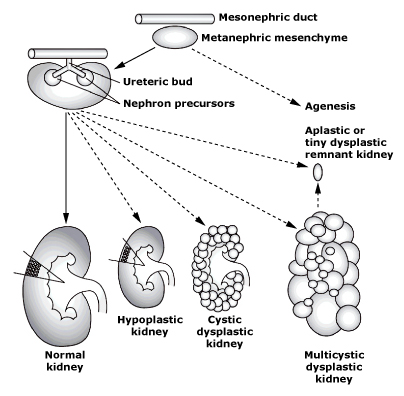 Mesonephric duct
Metanephric mesenchyme
Ureteric bud
Nephron precursors
Agenesis
Aplastic or
tiny dysplastic
remnant kidney
Normal
kidney
Hypoplastic
kidney
Cystic
dysplastic
kidney
Multicystic
dysplastic
kidney